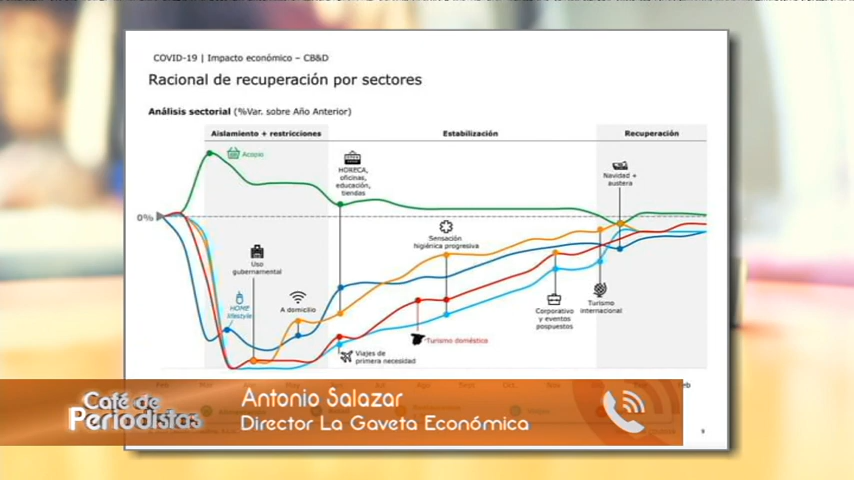 COVID-19 | Impacto económico – CB&D
Racional de recuperación por sectores
Análisis sectorial (%Var. sobre Año Anterior)
Aislamiento + restricciones
Estabilización
Recuperación
Acopio
HORECA,
oficinas,
educación,
tiendas
Navidad +
austera
0%
Sensación
higiénica progresiva
Uso
gubernamental
HOME
lifestyle
A domicilio
Corporativo
y eventos
pospuestos
Turismo
internacional
Turismo doméstico
Viajes de
primera necesidad
Café de
Periodistas
Antonio Salazar
Director La Gaveta Económica
9